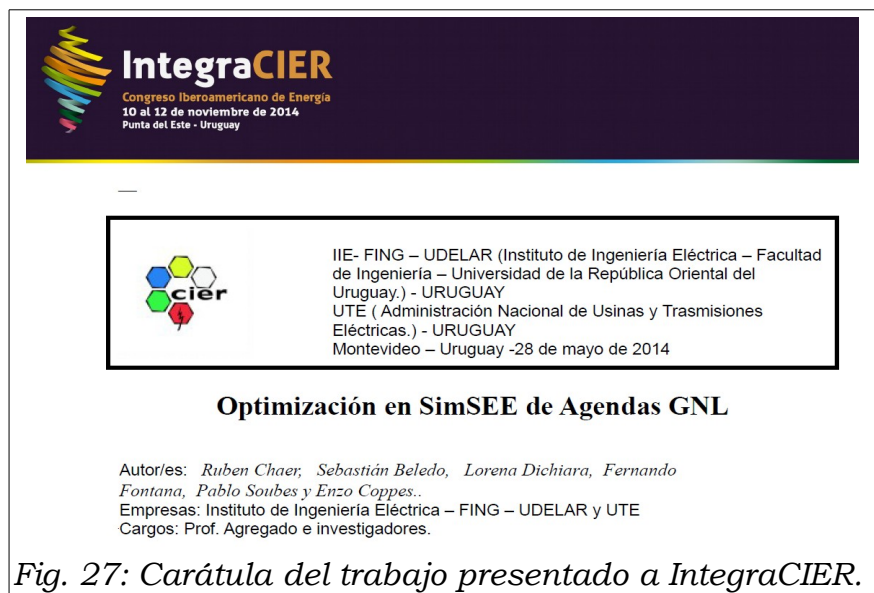 IntegraCIER
Congreso Iberoamericano de Energía
10 al 12 de noviembre de 2014
Punta del Este - Uruguay
cier
IIE- FING – UDELAR (Instituto de Ingeniería Eléctrica – Facultad
de Ingeniería – Universidad de la República Oriental del
Uruguay.) - URUGUAY
UTE ( Administración Nacional de Usinas y Trasmisiones
Eléctricas.) - URUGUAY
Montevideo – Uruguay -28 de mayo de 2014
Optimización en SimSEE de Agendas GNL
Autor/es: Ruben Chaer, Sebastián Beledo, Lorena Dichiara, Fernando
Fontana, Pablo Soubes y Enzo Coppes..
Empresas: Instituto de Ingeniería Eléctrica – FING – UDELAR y UTE
Cargos: Prof. Agregado e investigadores.
Fig. 27: Carátula del trabajo presentado a IntegraCIER.